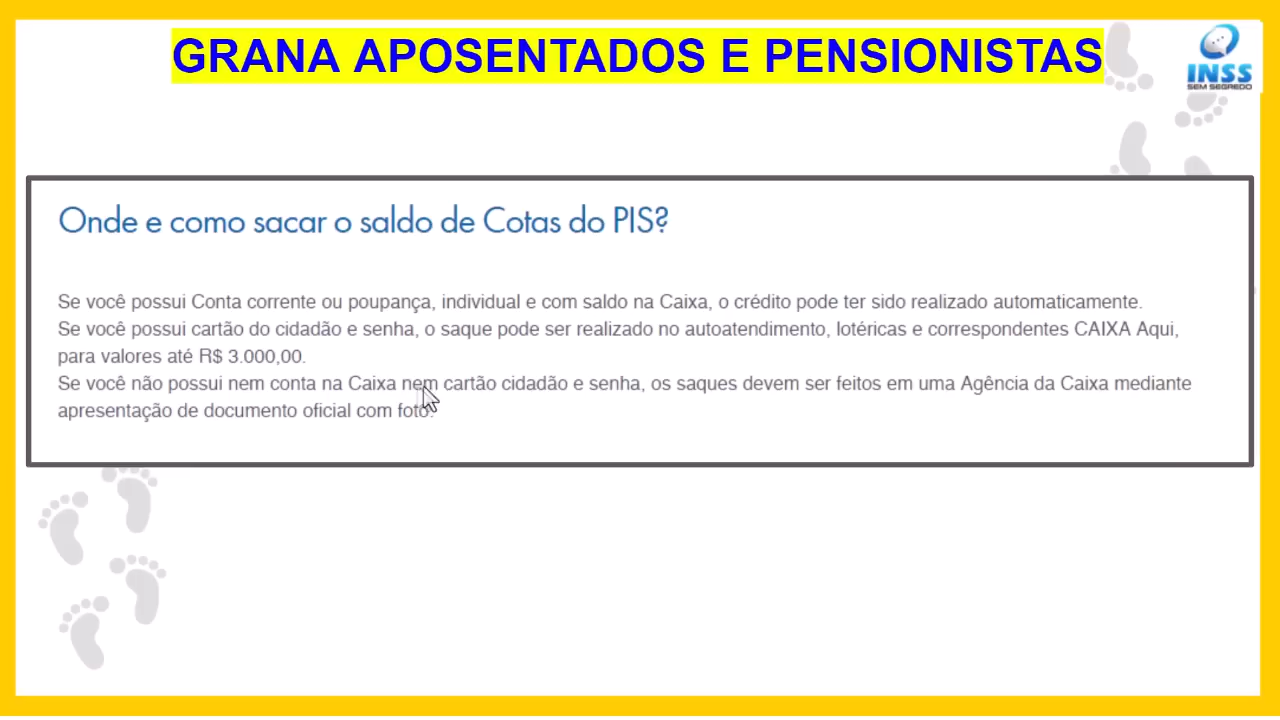 GRANA APOSENTADOS E PENSIONISTAS
INSS
SEM SEGREDO
Onde e como sacar o saldo de Cotas do PIS?
Se você possui Conta corrente ou poupança, individual e com saldo na Caixa, o crédito pode ter sido realizado automaticamente.
Se você possui cartão do cidadão e senha, o saque pode ser realizado no autoatendimento, lotéricas e correspondentes CAIXA Aqui,
para valores até R$ 3.000,00.
Se você não possui nem conta na Caixa nem cartão cidadão e senha, os saques devem ser feitos em uma Agência da Caixa mediante
apresentação de documento oficial com foto.